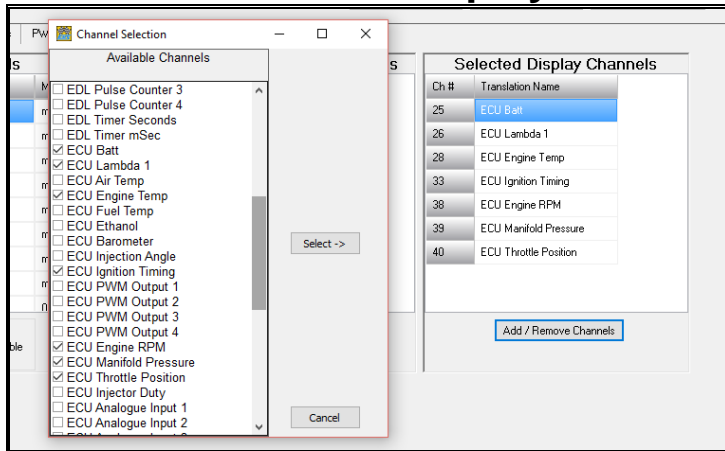 PW
Channel Selection
Available Channels
EDL Pulse Counter 3
EDL Pulse Counter 4
EDL Timer Seconds
EDL Timer mSec
ECU Batt
ECU Lambda 1
ECU Air Temp
ECU Engine Temp
ECU Fuel Temp
ECU Ethanol
ECU Barometer
ECU Injection Angle
ECU Ignition Timing
ECU PWM Output 1
ECU PWM Output 2
ECU PWM Output 3
ECU PWM Output 4
ECU Engine RPM
ECU Manifold Pressure
ECU Throttle Position
ECU Injector Duty
ECU Analogue Input 1
ECU Analogue Input 2
Select ->
Cancel
Selected Display Channels
Ch # Translation Name
25 ECU Batt
26 ECU Lambda 1
28 ECU Engine Temp
33 ECU Ignition Timing
38 ECU Engine RPM
39 ECU Manifold Pressure
40 ECU Throttle Position
Add / Remove Channels